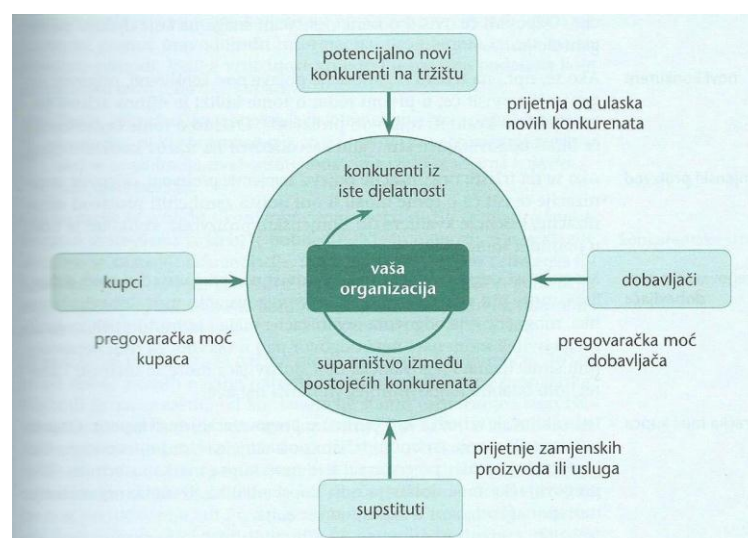 potencijalno novi
konkurenti na tržištu
prijetnja od ulaska
novih konkurenata
konkurenti iz
iste djelatnosti
kupci
vaša
organizacija
dobavljači
pregovaračka moć
kupaca
pregovaračka moć
dobavljača
suparništvo između
postojećih konkurenata
prijetnje zamjenskih
proizvoda ili usluga
supstituti